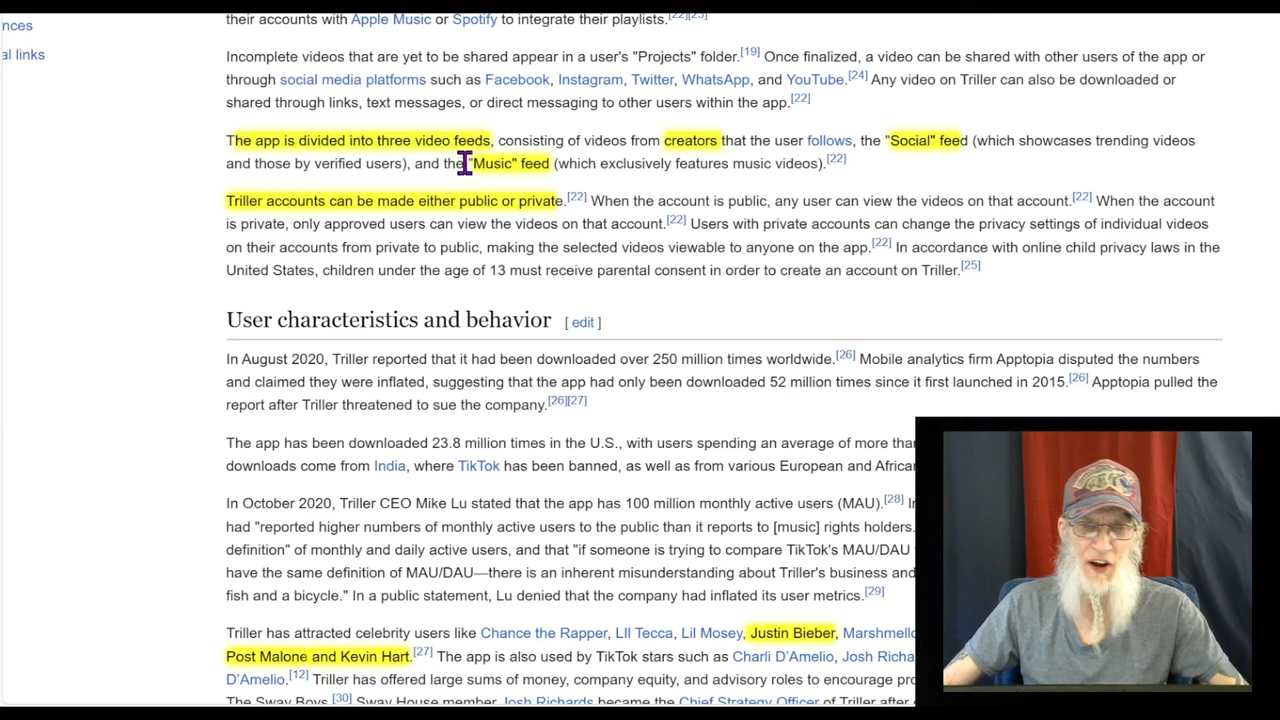 nces
al links
their accounts with Apple Music or Spotify to integrate their playlists.[22][23]
Incomplete videos that are yet to be shared appear in a user's "Projects" folder.[19] Once finalized, a video can be shared with other users of the app or
through social media platforms such as Facebook, Instagram, Twitter, WhatsApp, and YouTube.[24] Any video on Triller can also be downloaded or
shared through links, text messages, or direct messaging to other users within the app.[22]
The app is divided into three video feeds, consisting of videos from creators that the user follows, the "Social" feed (which showcases trending videos
and those by verified users), and the "Music" feed (which exclusively features music videos).[22]
Triller accounts can be made either public or private.[22] When the account is public, any user can view the videos on that account.[22] When the account
is private, only approved users can view the videos on that account.[22] Users with private accounts can change the privacy settings of individual videos
on their accounts from private to public, making the selected videos viewable to anyone on the app.[22] In accordance with online child privacy laws in the
United States, children under the age of 13 must receive parental consent in order to create an account on Triller.[25]
User characteristics and behavior [ edit ]
In August 2020, Triller reported that it had been downloaded over 250 million times worldwide.[26] Mobile analytics firm Apptopia disputed the numbers
and claimed they were inflated, suggesting that the app had only been downloaded 52 million times since it first launched in 2015.[26] Apptopia pulled the
report after Triller threatened to sue the company.[26][27]
The app has been downloaded 23.8 million times in the U.S., with users spending an average of more than
downloads come from India, where TikTok has been banned, as well as from various European and African
In October 2020, Triller CEO Mike Lu stated that the app has 100 million monthly active users (MAU).[28] I
had "reported higher numbers of monthly active users to the public than it reports to [music] rights holders.
definition" of monthly and daily active users, and that "if someone is trying to compare TikTok's MAU/DAU
have the same definition of MAU/DAU—there is an inherent misunderstanding about Triller's business and
fish and a bicycle." In a public statement, Lu denied that the company had inflated its user metrics.[29]
Triller has attracted celebrity users like Chance the Rapper, LIl Tecca, Lil Mosey, Justin Bieber, Marshmello
Post Malone and Kevin Hart.[27] The app is also used by TikTok stars such as Charli D'Amelio, Josh Richa
D'Amelio.[12] Triller has offered large sums of money, company equity, and advisory roles to encourage pro
The Sway Boys.[30] Sway House member, Josh Richards became the Chief Strategy Officer of Triller after